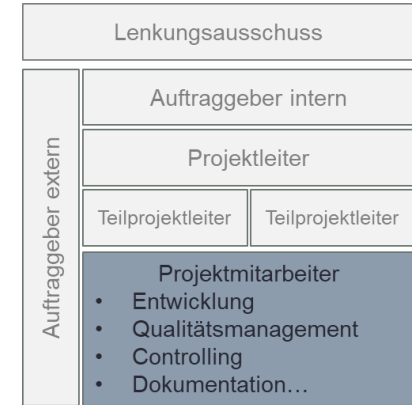 Lenkungsausschuss
Auftraggeber extern
Auftraggeber intern
Projektleiter
Teilprojektleiter
Teilprojektleiter
Projektmitarbeiter
• Entwicklung
• Qualitätsmanagement
• Controlling
• Dokumentation…